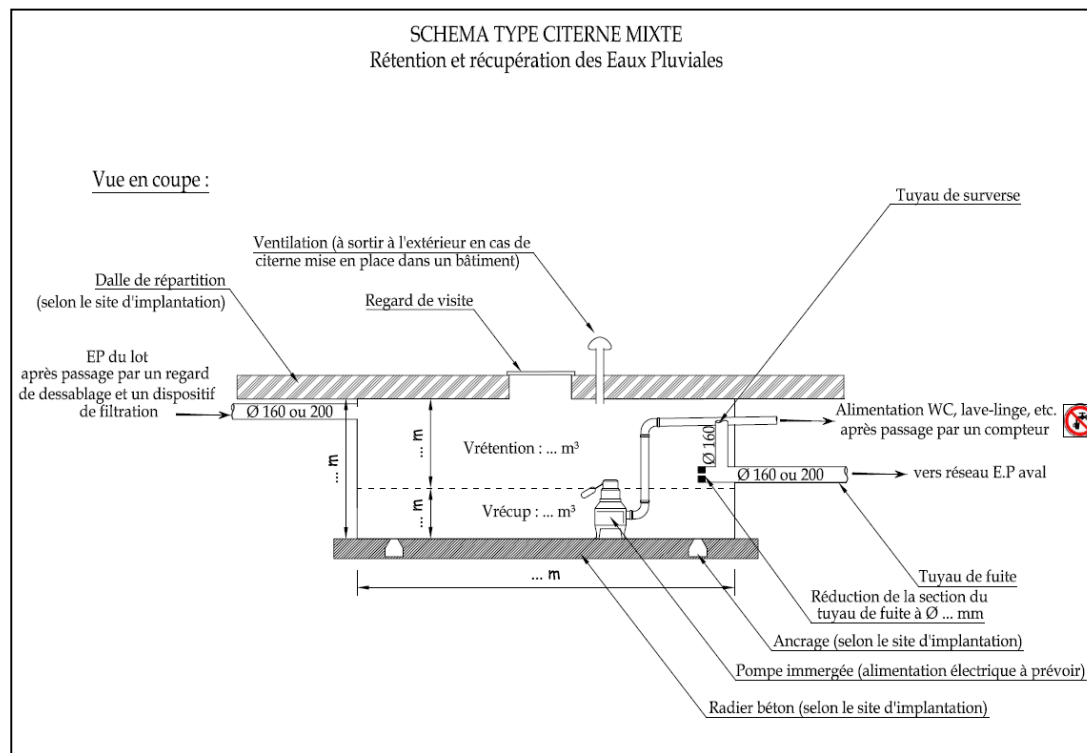 SCHEMA TYPE CITERNE MIXTE
Rétention et récupération des Eaux Pluviales
Vue en coupe :
Tuyau de surverse
Ventilation (à sortir à l'extérieur en cas de
citerne mise en place dans un bâtiment)
Dalle de répartition
(selon le site d'implantation)
Regard de visite
EP du lot
après passage par un regard
de dessablage et un dispositif
de filtration
Ø 160 ou 200
Alimentation WC, lave-linge, etc.
après passage par un compteur
... m
... m
Vrétention : ... m³
Ø 160
Ø 160 ou 200
vers réseau E.P aval
... m
Vrécup : ... m³
... m
Tuyau de fuite
Réduction de la section du
tuyau de fuite à Ø ... mm
Ancrage (selon le site d'implantation)
Pompe immergée (alimentation électrique à prévoir)
Radier béton (selon le site d'implantation)